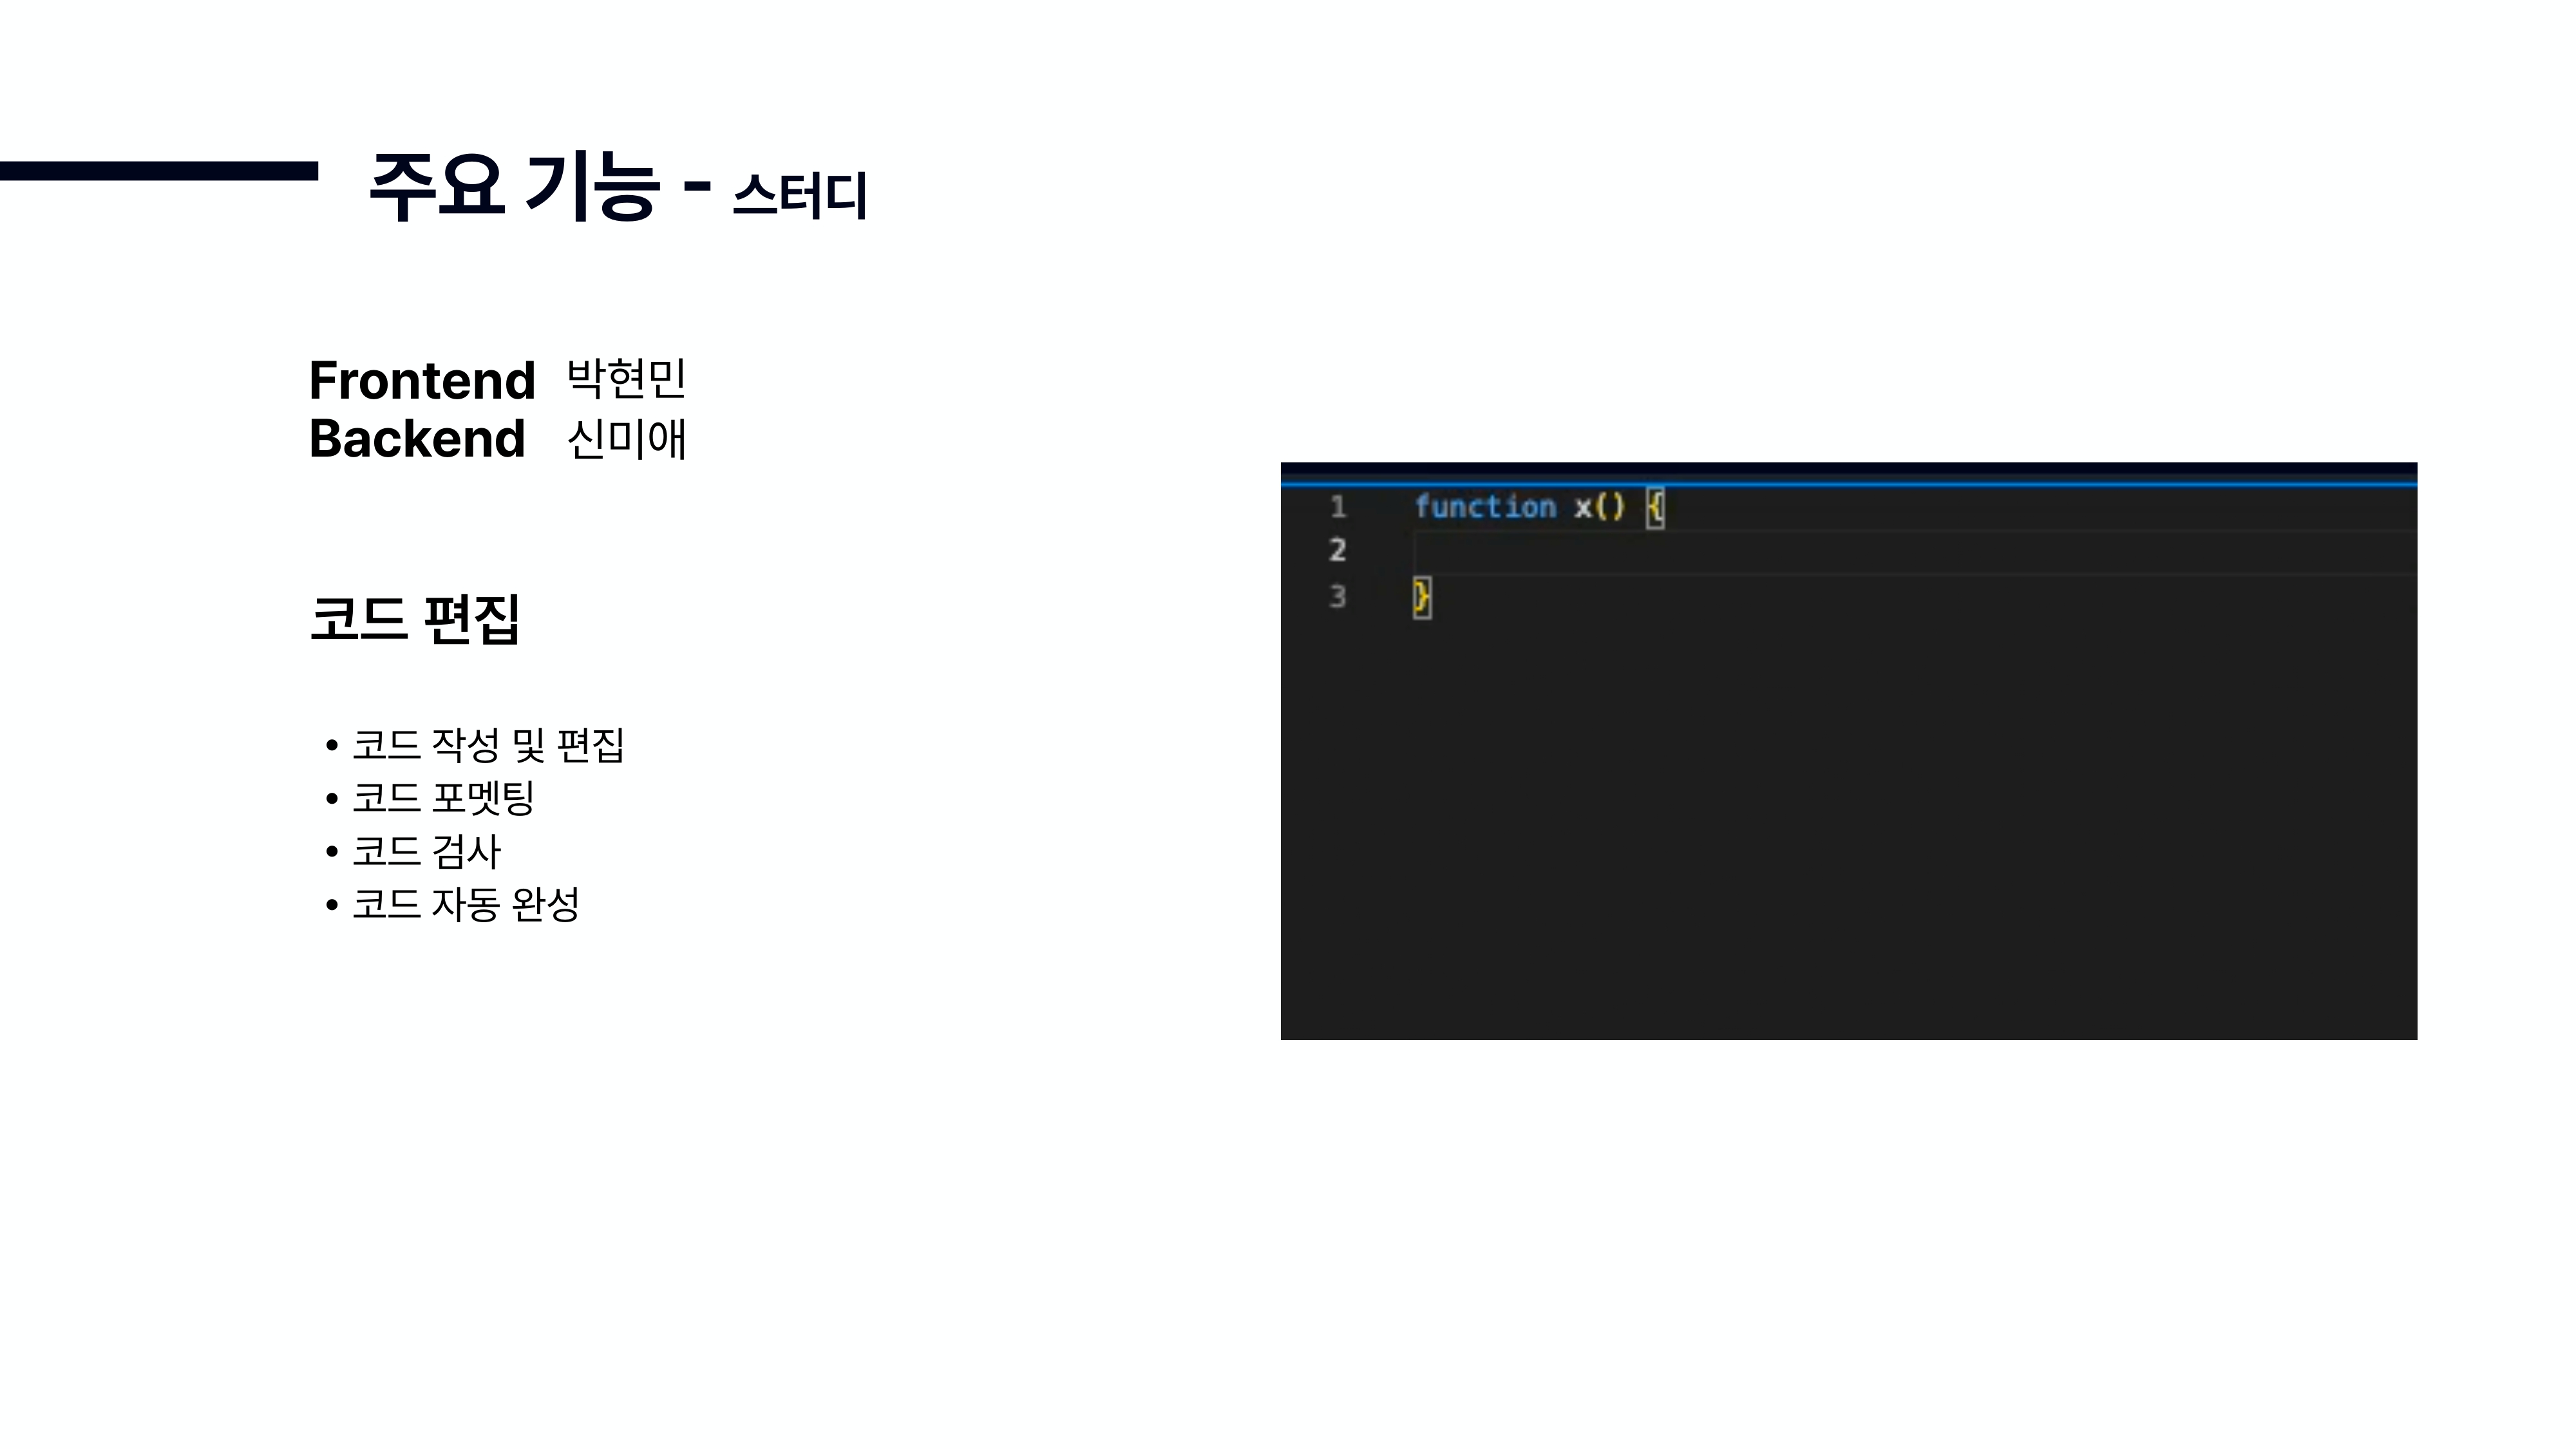 주요 기능 - 스터디
Frontend 박현민
Backend 신미애
코드 편집
• 코드 작성 및 편집
• 코드 포멧팅
• 코드 검사
• 코드 자동 완성
1 function x() {
2
3 }